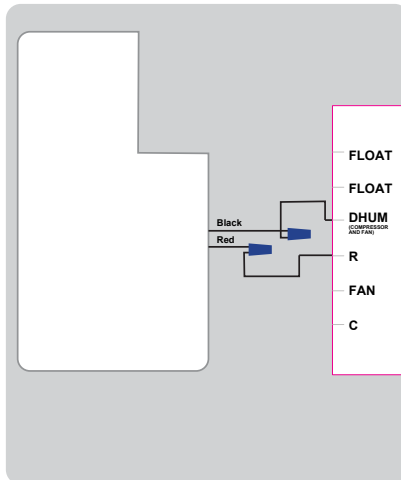 FLOAT
FLOAT
Black
DHUM
(COMPRESSOR
AND FAN)
Red
R
FAN
C